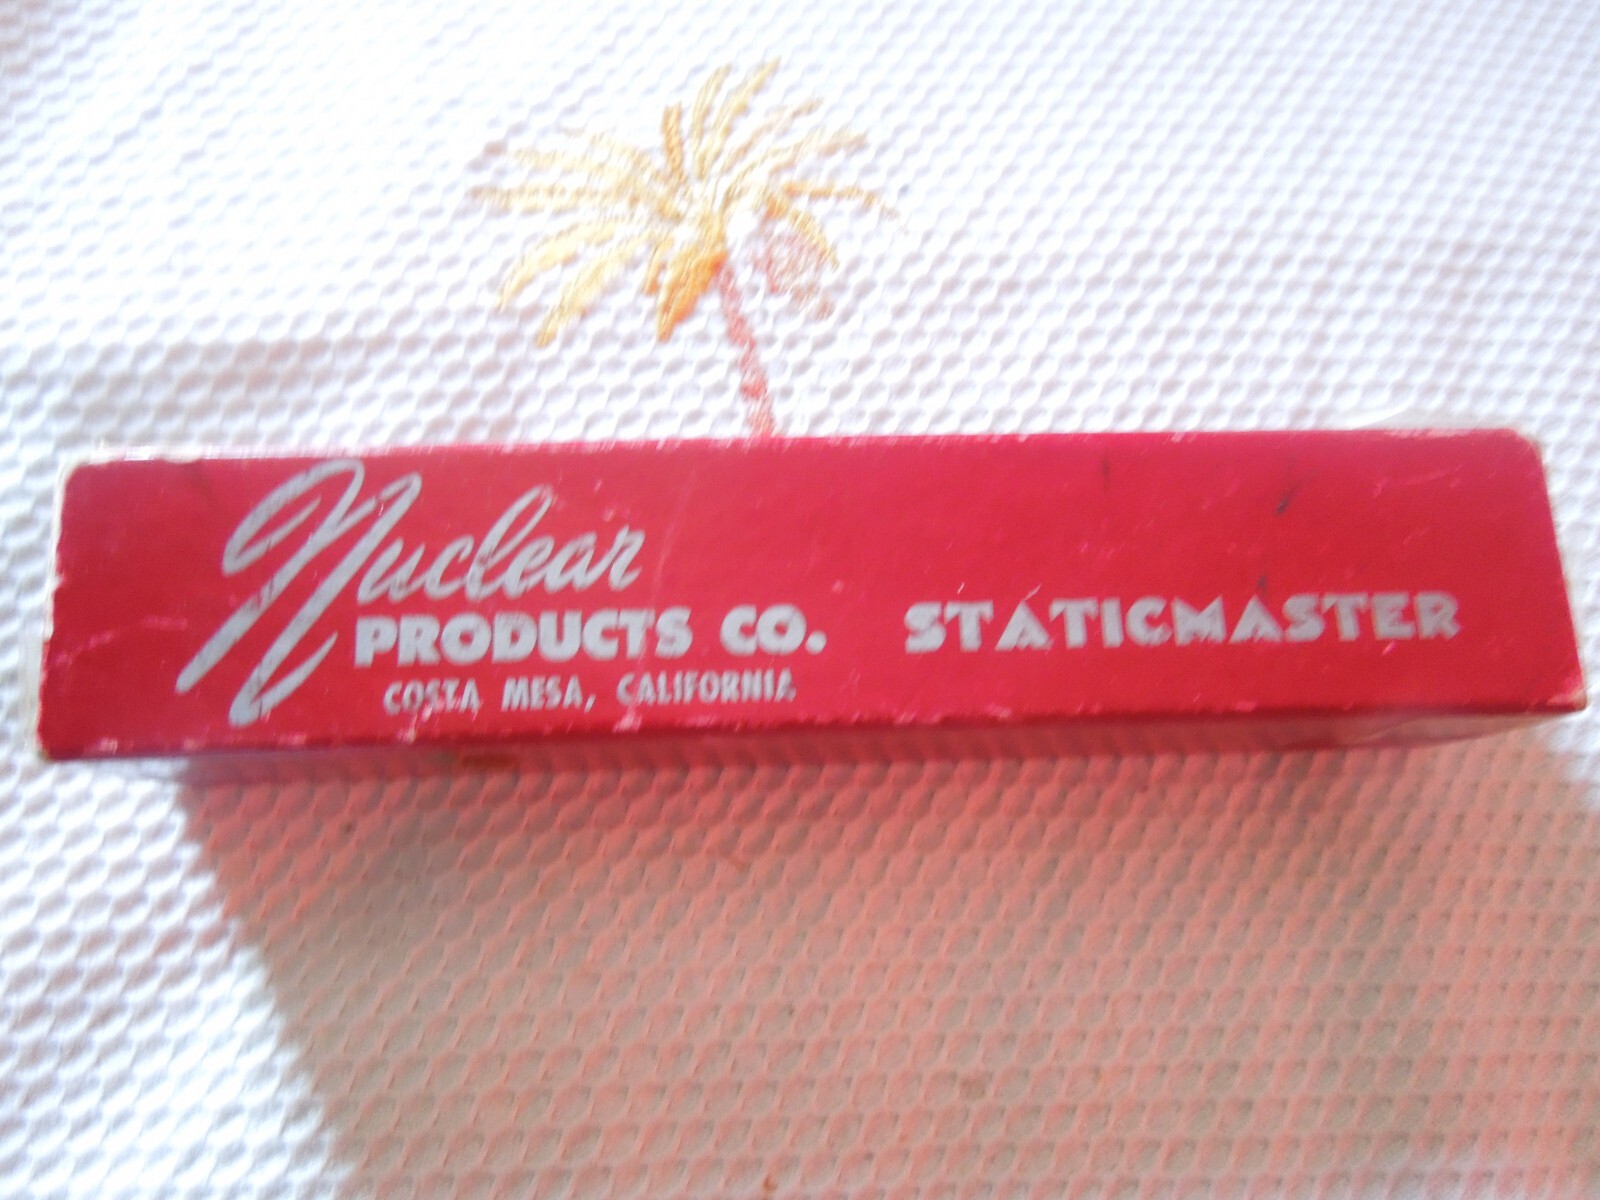 Nuclear
PRODUCTS CO.
COSTA MESA, CALIFORNIA
STATICMASTER